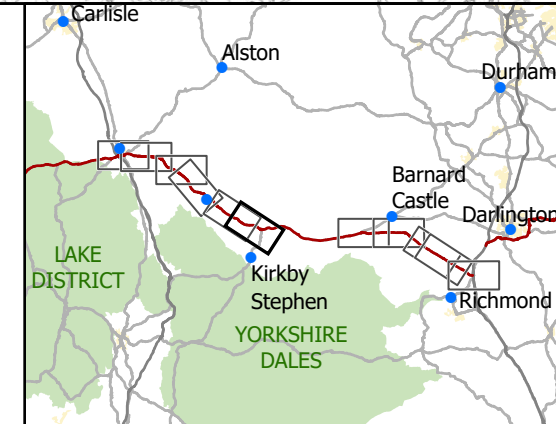 Carlisle
Alston
Durham
Barnard
Castle
Darlington
LAKE
DISTRICT
Kirkby
Stephen
Richmond
YORKSHIRE
DALES